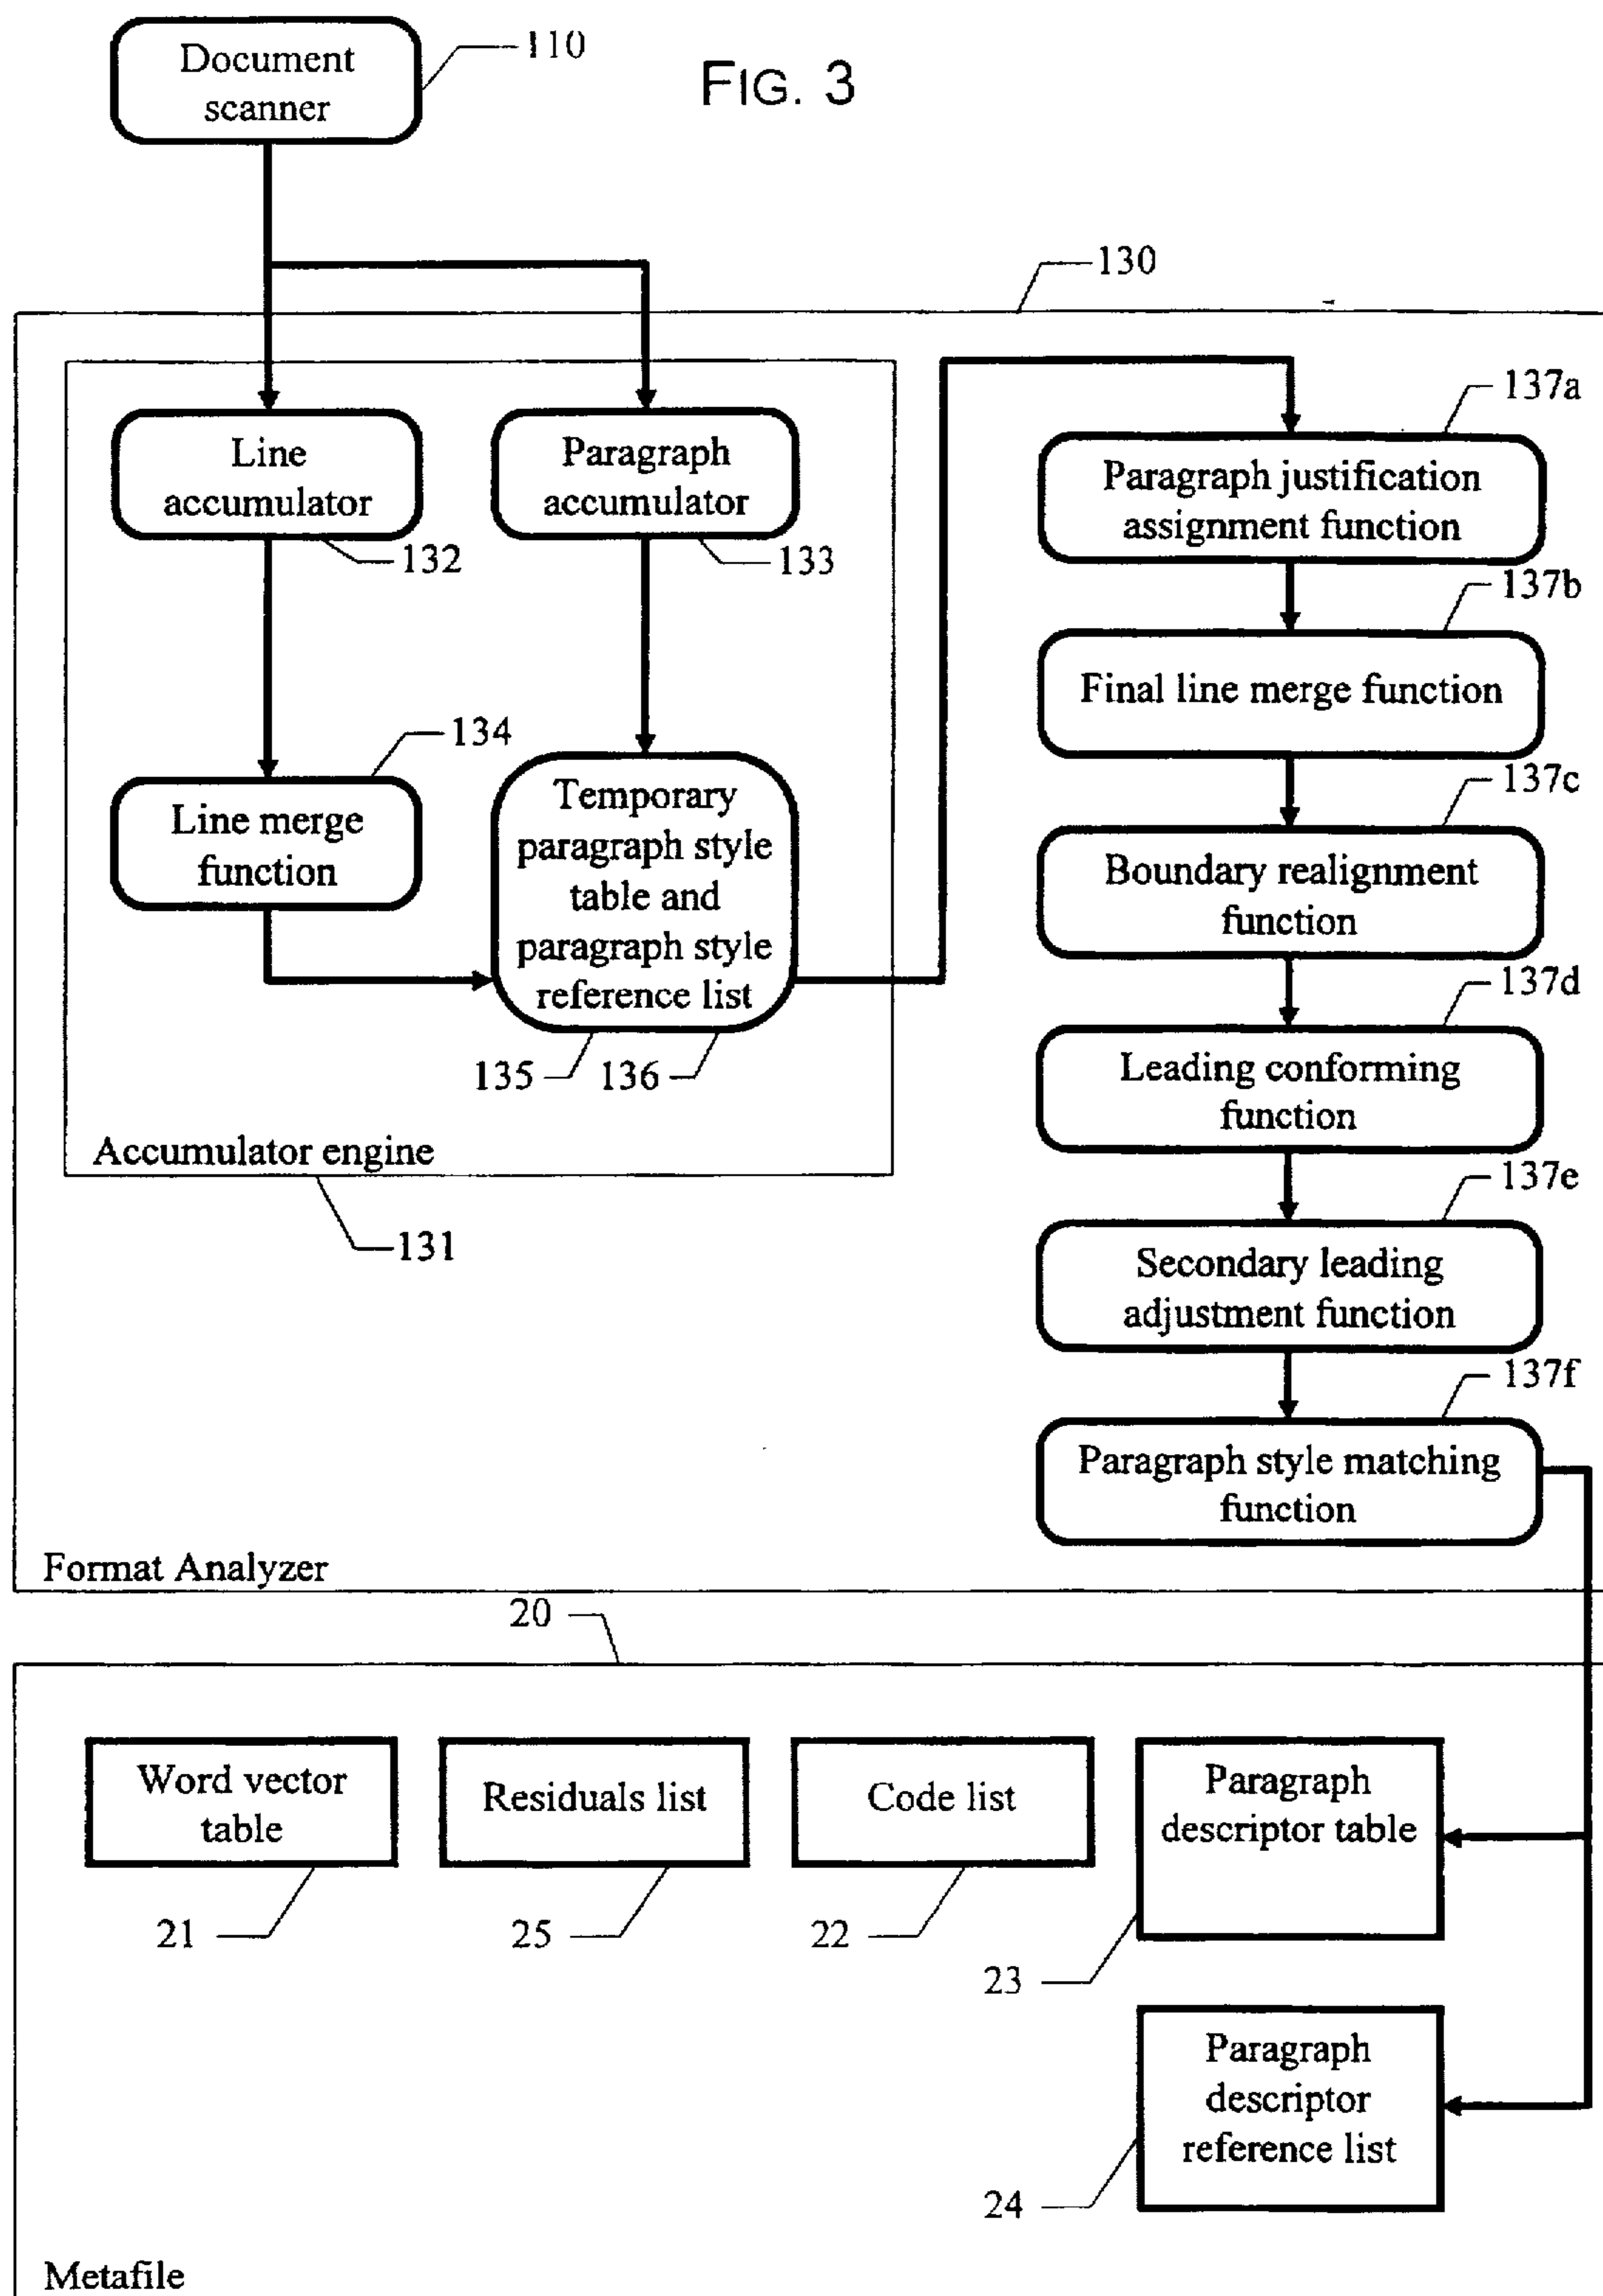 Document
scanner
110
FIG. 3
130
Line
accumulator
132
Paragraph
accumulator
133
Line merge
function
134
Temporary
paragraph style
table and
paragraph style
reference list
135
136
Accumulator engine
131
137a
Paragraph justification
assignment function
137b
Final line merge function
137c
Boundary realignment
function
137d
Leading conforming
function
137e
Secondary leading
adjustment function
137f
Paragraph style matching
function
Format Analyzer
20
Word vector
table
21
Residuals list
25
Code list
22
Paragraph
descriptor table
23
Paragraph
descriptor
reference list
24
Metafile